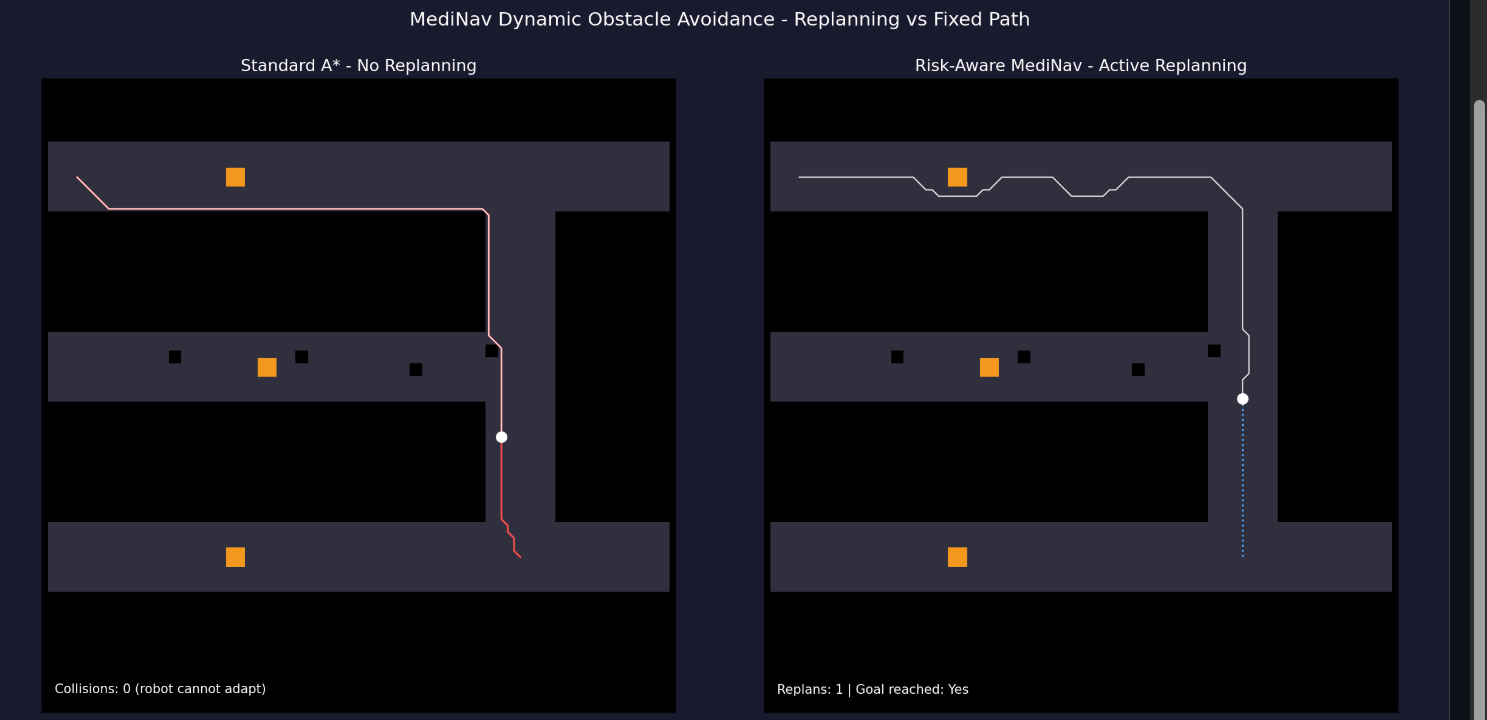 MediNav Dynamic Obstacle Avoidance - Replanning vs Fixed Path
Standard A* - No Replanning
Risk-Aware MediNav - Active Replanning
Collisions: 0 (robot cannot adapt)
Replans: 1 | Goal reached: Yes